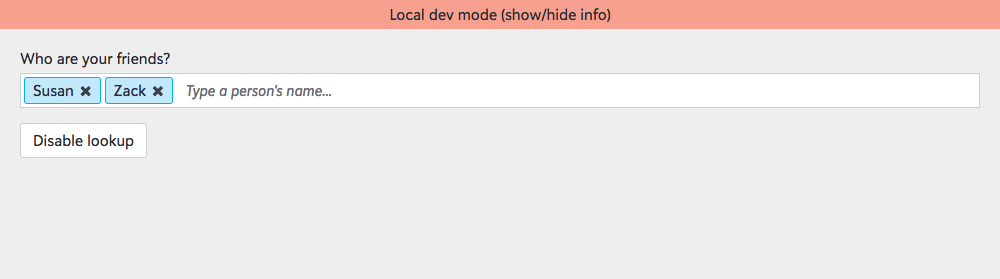 Local dev mode (show/hide info)
Who are your friends?
Susan ✖ Zack ✖ Type a person's name...
Disable lookup